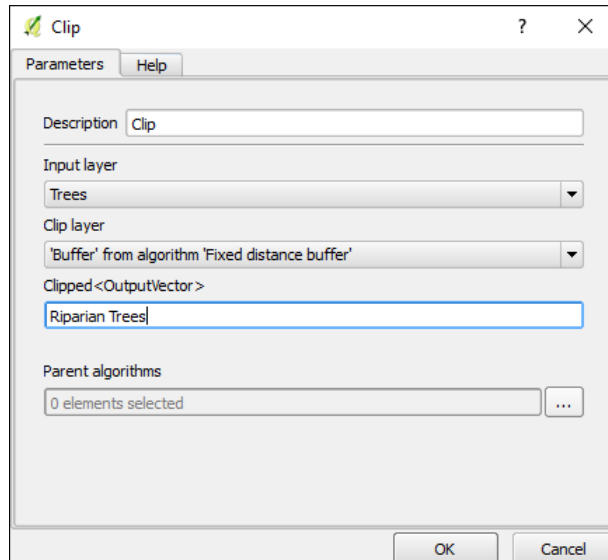 Clip ?
Parameters Help
Description Clip
Input layer
Trees
Clip layer
'Buffer' from algorithm 'Fixed distance buffer'
Clipped<OutputVector>
Riparian Trees
Parent algorithms
0 elements selected ...
OK Cancel